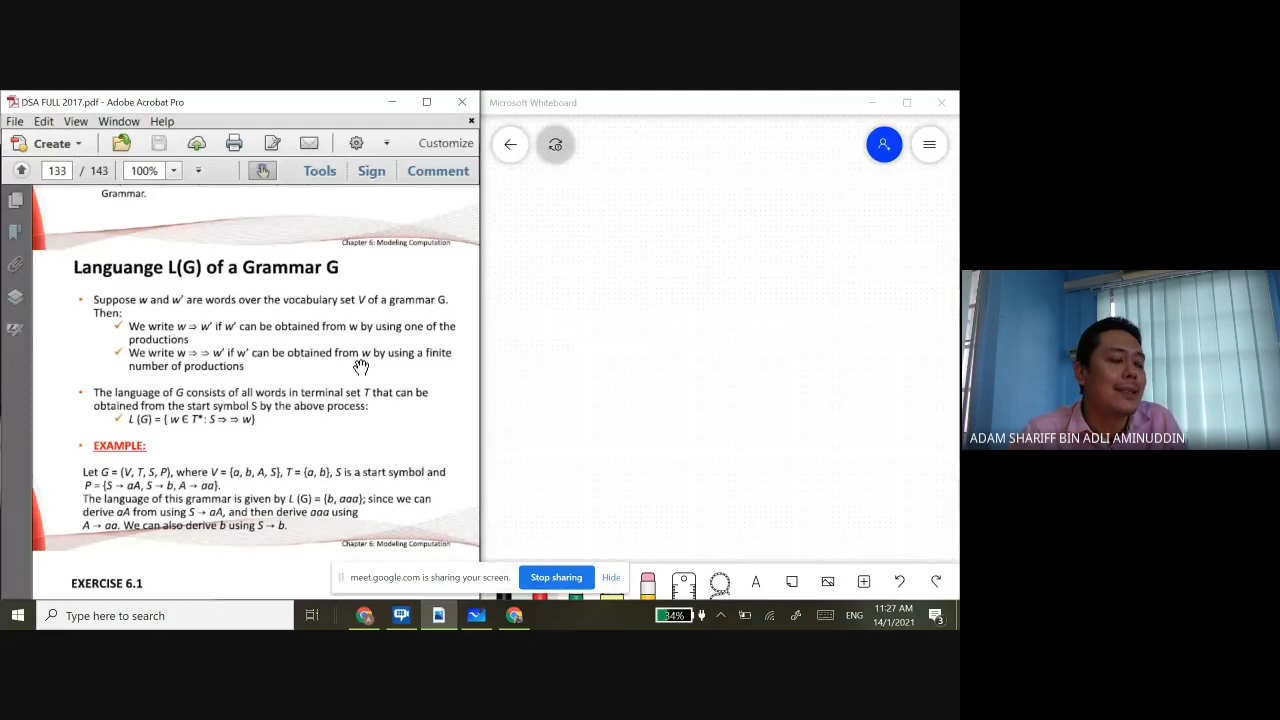 DSA FULL 2017.pdf - Adobe Acrobat Pro
File Edit View Window Help
Create
Customize
133 / 143 100%
Tools Sign Comment
Grammar.
Chapter 6: Modeling Computation
Languange L(G) of a Grammar G
Suppose w and w' are words over the vocabulary set V of a grammar G.
Then:
We write w ⇒ w' if w' can be obtained from w by using one of the
productions
We write w ⇒ ⇒ w' if w' can be obtained from w by using a finite
number of productions
The language of G consists of all words in terminal set T that can be
obtained from the start symbol S by the above process:
L (G) = { w ∈ T*: S ⇒ ⇒ w}
EXAMPLE:
Let G = (V, T, S, P), where V = {a, b, A, S}, T = {a, b}, S is a start symbol and
P = {S → aA, S → b, A → aa}.
The language of this grammar is given by L (G) = {b, aaa}; since we can
derive aA from using S → aA, and then derive aaa using
A → aa. We can also derive b using S → b.
Chapter 6: Modeling Computation
EXERCISE 6.1
Microsoft Whiteboard
meet.google.com is sharing your screen.
Stop sharing
Hide
Type here to search
34%
ENG
11:27 AM
14/1/2021
3
ADAM SHARIFF BIN ADLI AMINUDDIN